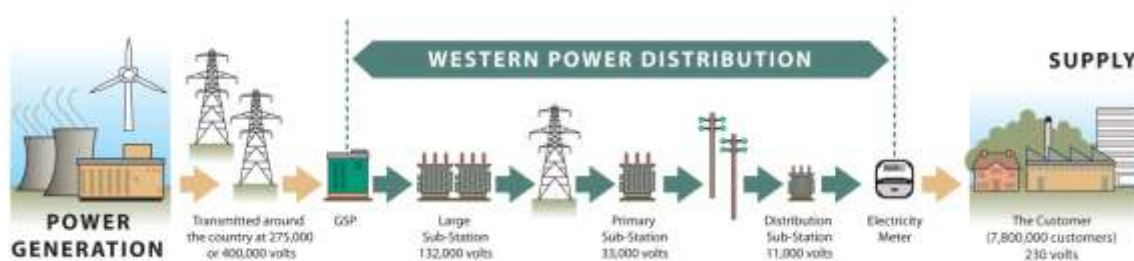 WESTERN POWER DISTRIBUTION
SUPPLY
POWER
GENERATION
Transmitted around
the country at 275,000
or 400,000 volts
GSP
Large
Sub-Station
132,000 volts
Primary
Sub-Station
33,000 volts
Distribution
Sub-Station
11,000 volts
Electricity
Meter
The Customer
(7,800,000 customers)
230 volts